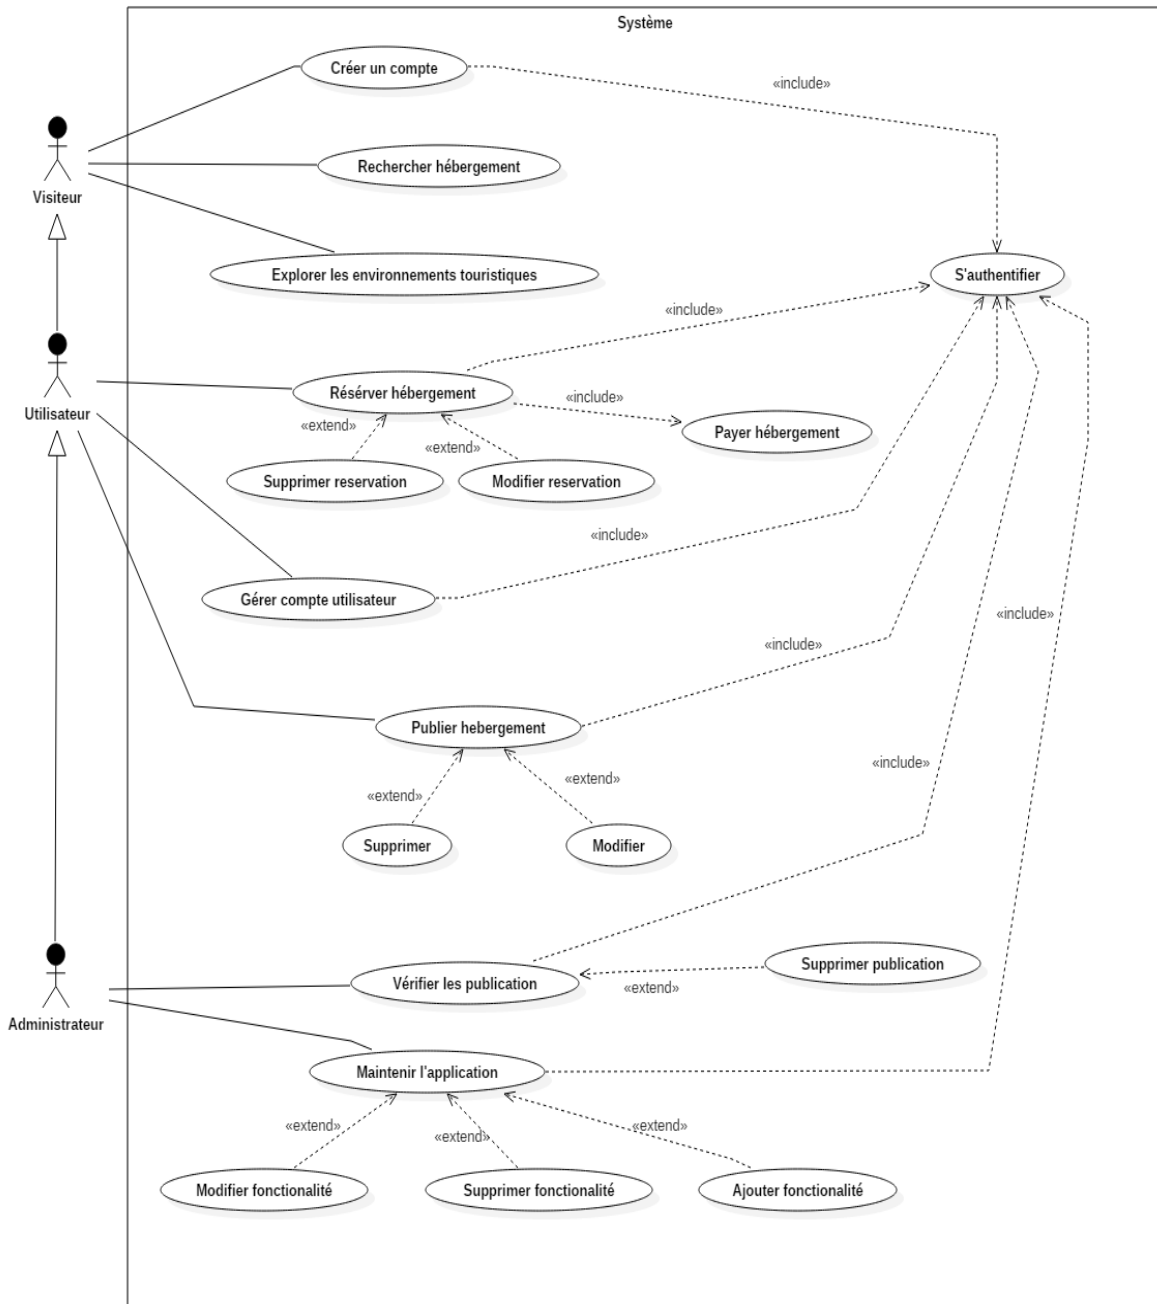 Système
Créer un compte
«include»
Visiteur
Rechercher hébergement
Explorer les environnements touristiques
S'authentifier
«include»
Utilisateur
Résérver hébergement
«include»
Payer hébergement
«extend»
«extend»
Supprimer reservation
Modifier reservation
«include»
Gérer compte utilisateur
«include»
«include»
Publier hebergement
«include»
«extend»
«extend»
Supprimer
Modifier
Administrateur
Vérifier les publication
Supprimer publication
«extend»
Maintenir l'application
«extend»
«extend»
«extend»
Modifier fonctionalité
Supprimer fonctionalité
Ajouter fonctionalité